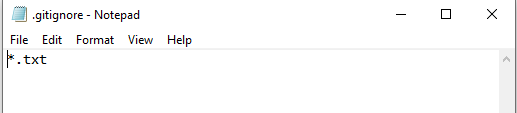 .gitignore - Notepad
File Edit Format View Help
*.txt